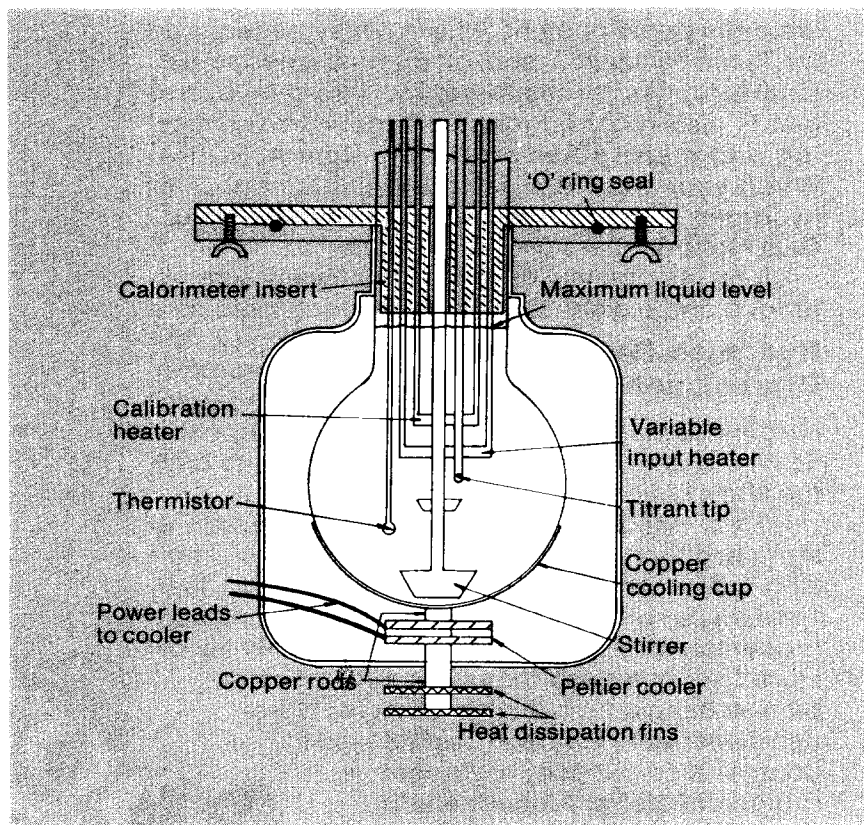 'O' ring seal
Calorimeter insert
Maximum liquid level
Calibration
heater
Variable
input heater
Thermistor
Titrant tip
Copper
cooling cup
Power leads
to cooler
Stirrer
Copper rods
Peltier cooler
Heat dissipation fins